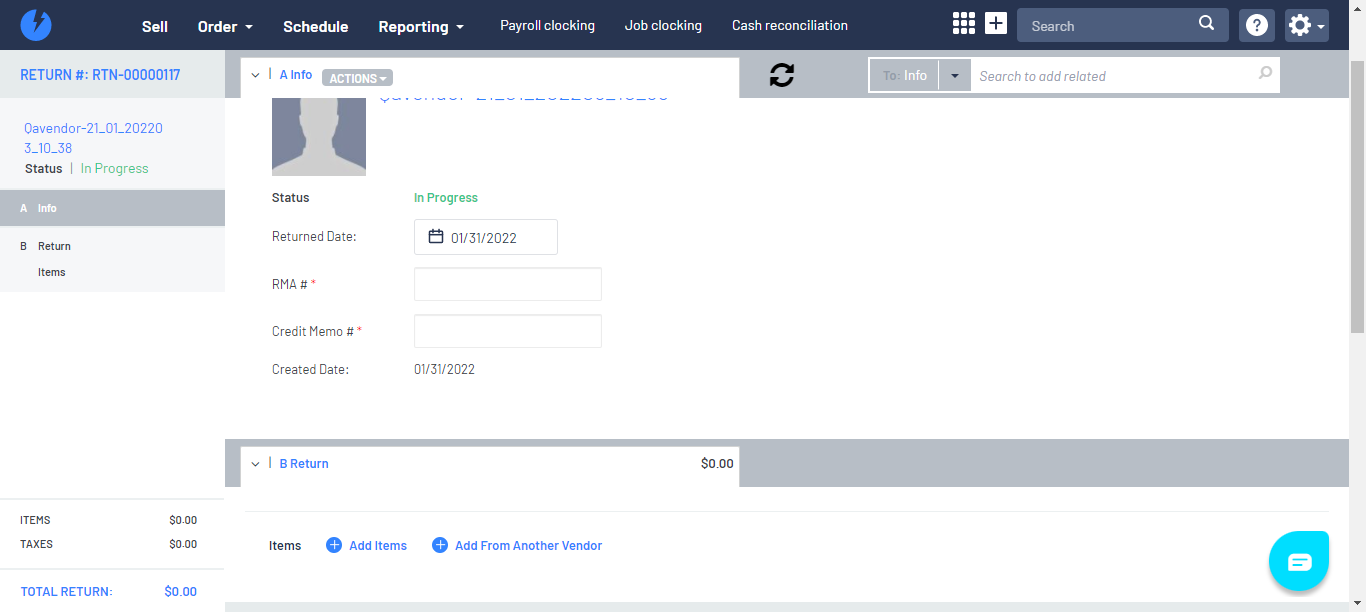 Sell
Order
Schedule
Reporting
Payroll clocking
Job clocking
Cash reconciliation
Search
RETURN #: RTN-00000117
A Info
ACTIONS
To: Info
Search to add related
Qavendor-21_01_20220
3_10_38
Status | In Progress
A Info
B Return
Items
Status In Progress
Returned Date: 01/31/2022
RMA # *
Credit Memo # *
Created Date: 01/31/2022
B Return $0.00
Items Add Items Add From Another Vendor
ITEMS $0.00
TAXES $0.00
TOTAL RETURN: $0.00